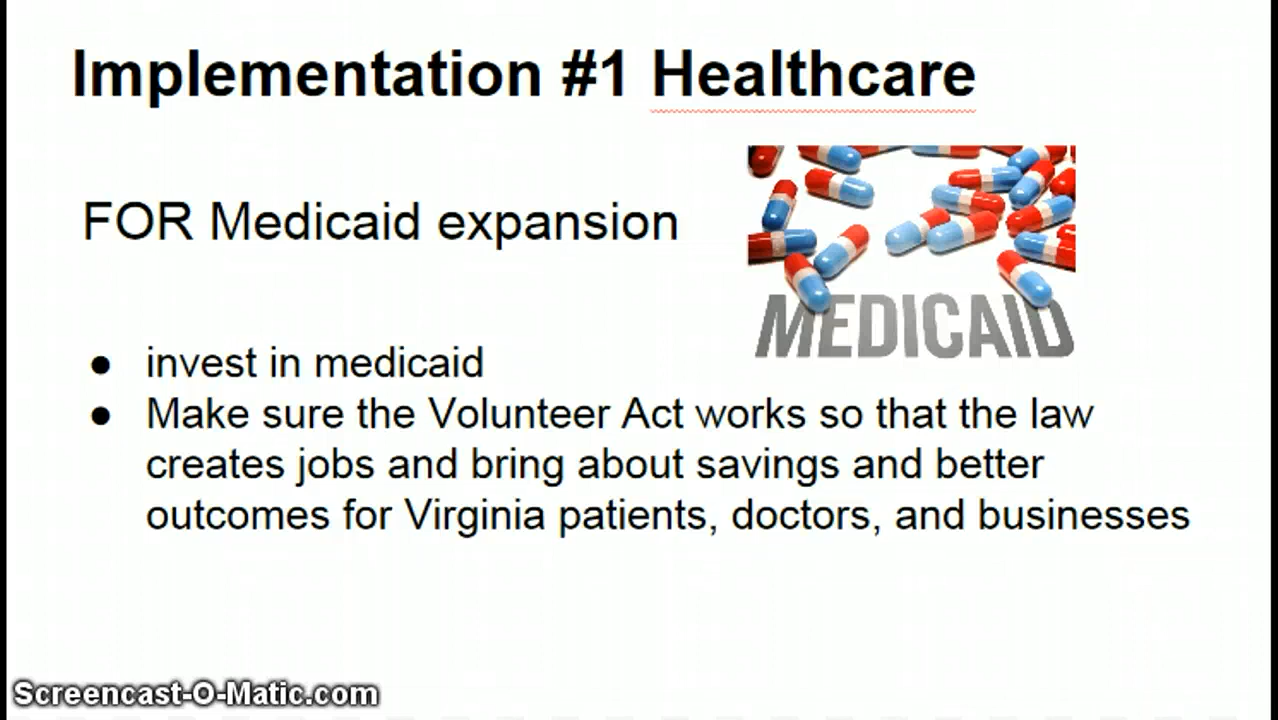 Implementation #1 Healthcare
FOR Medicaid expansion
MEDICAID
● invest in medicaid
● Make sure the Volunteer Act works so that the law
creates jobs and bring about savings and better
outcomes for Virginia patients, doctors, and businesses
Screencast-O-Matic.com